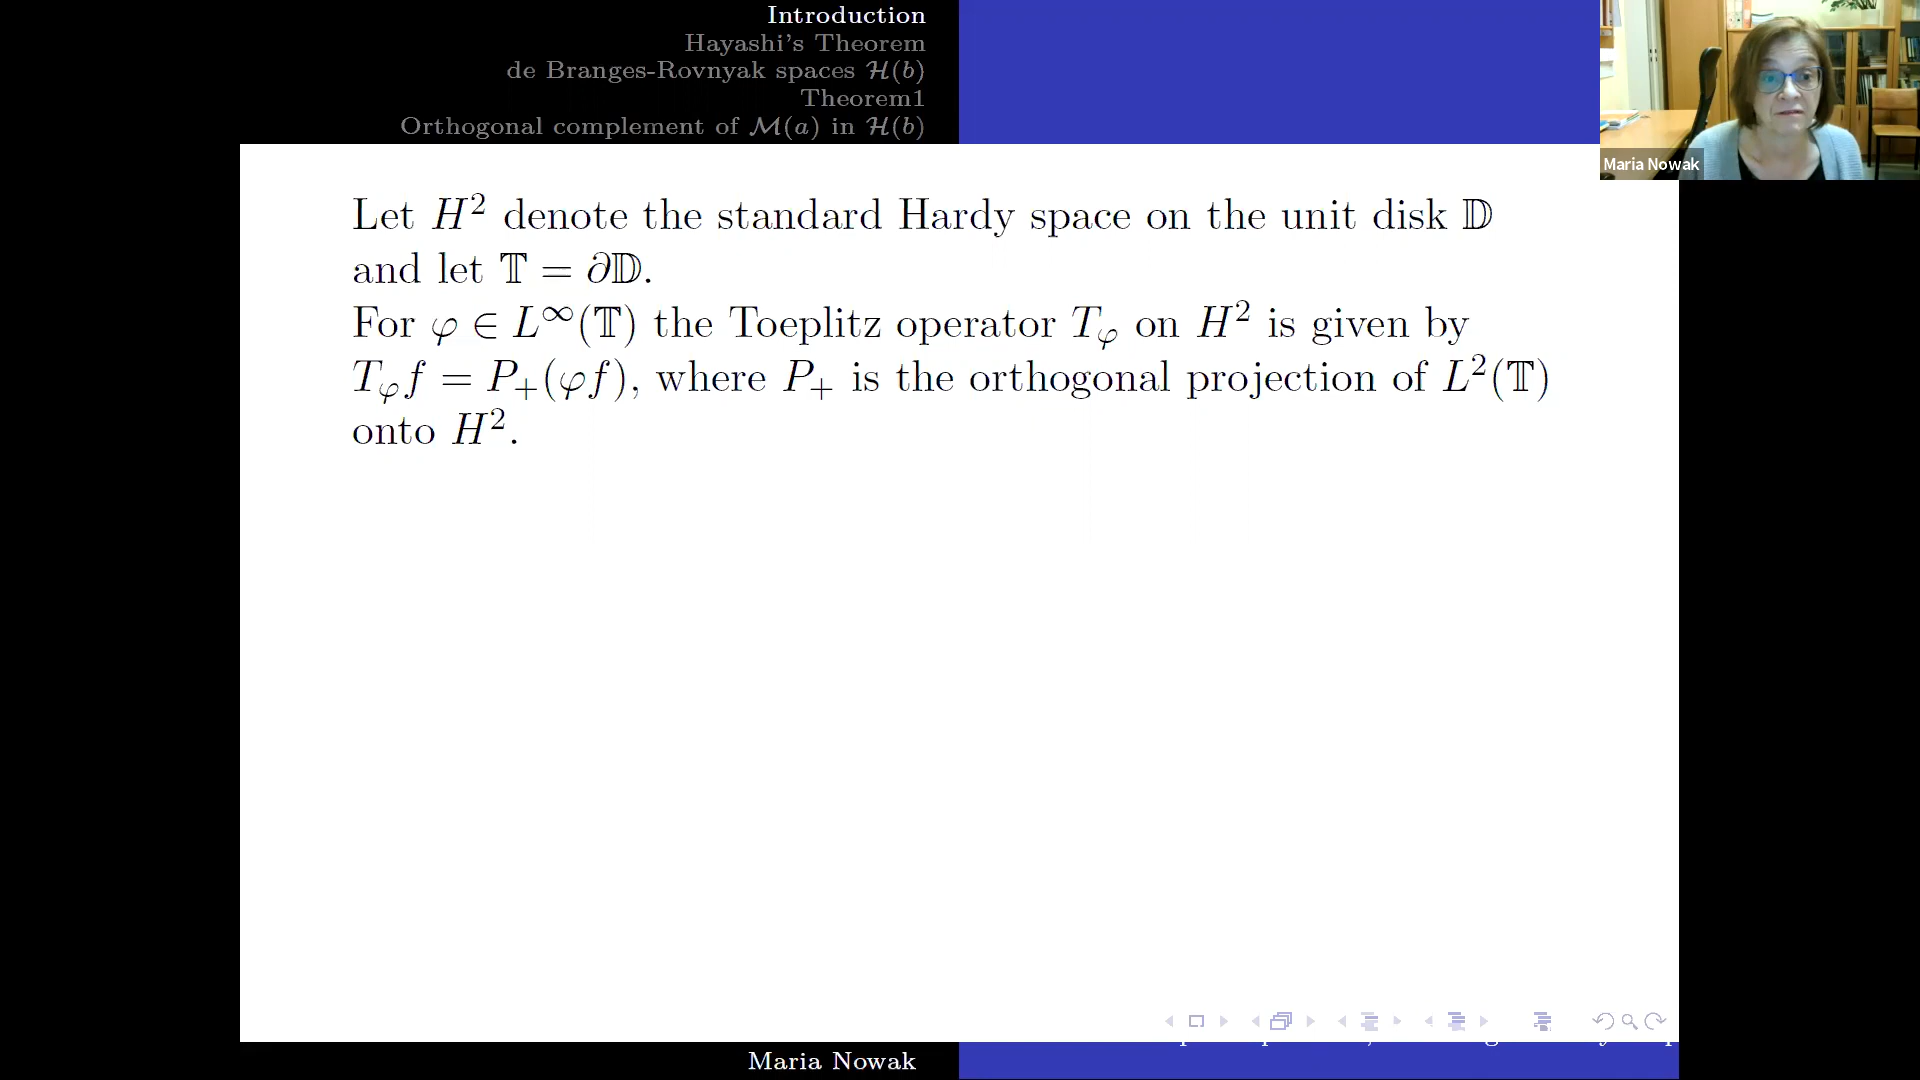 Introduction
Hayashi's Theorem
de Branges-Rovnyak spaces ℋ(b)
Theorem1
Orthogonal complement of ℳ(a) in ℋ(b)
Maria Nowak
Let H² denote the standard Hardy space on the unit disk 𝔻
and let 𝕋 = ∂𝔻.
For φ ∈ L^∞(𝕋) the Toeplitz operator T_φ on H² is given by
T_φ f = P₊(φf), where P₊ is the orthogonal projection of L²(𝕋)
onto H².
Maria Nowak